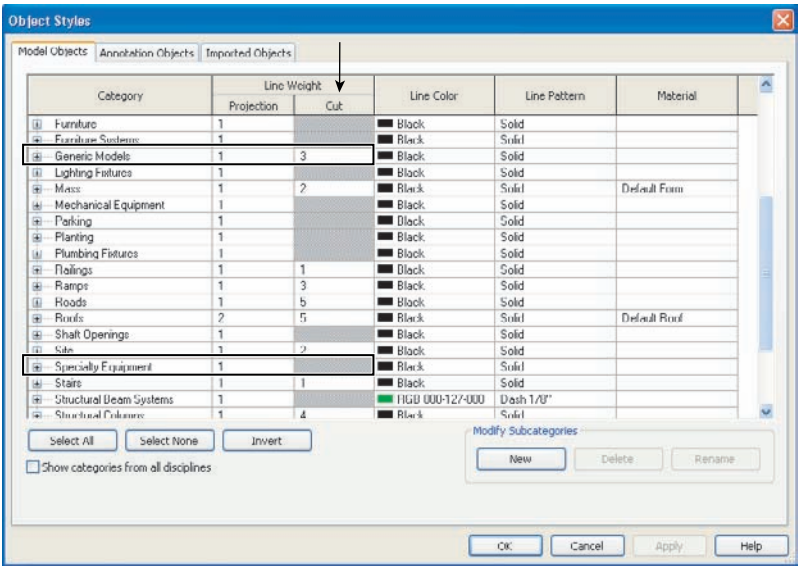 Object Styles
Model Objects Annotation Objects Imported Objects
Category Line Weight Line Color Line Pattern Material
Projection Cut
Furniture 1 Black Solid
Furniture Systems 1 Black Solid
Generic Models 1 3 Black Solid
Lighting Fixtures 1 Black Solid
Mass 1 2 Black Solid Default Form
Mechanical Equipment 1 Black Solid
Parking 1 Black Solid
Planting 1 Black Solid
Plumbing Fixtures 1 Black Solid
Railings 1 1 Black Solid
Ramps 1 3 Black Solid
Roads 1 5 Black Solid
Roofs 2 5 Black Solid Default Roof
Shaft Openings 1 Black Solid
Site 1 2 Black Solid
Specialty Equipment 1 Black Solid
Stairs 1 1 Black Solid
Structural Beam Systems 1 RGB 000-127-000 Dash 1/8"
Structural Columns 1 4 Black Solid
Select All Select None Invert
Show categories from all disciplines
Modify Subcategories
New Delete Rename
OK Cancel Apply Help